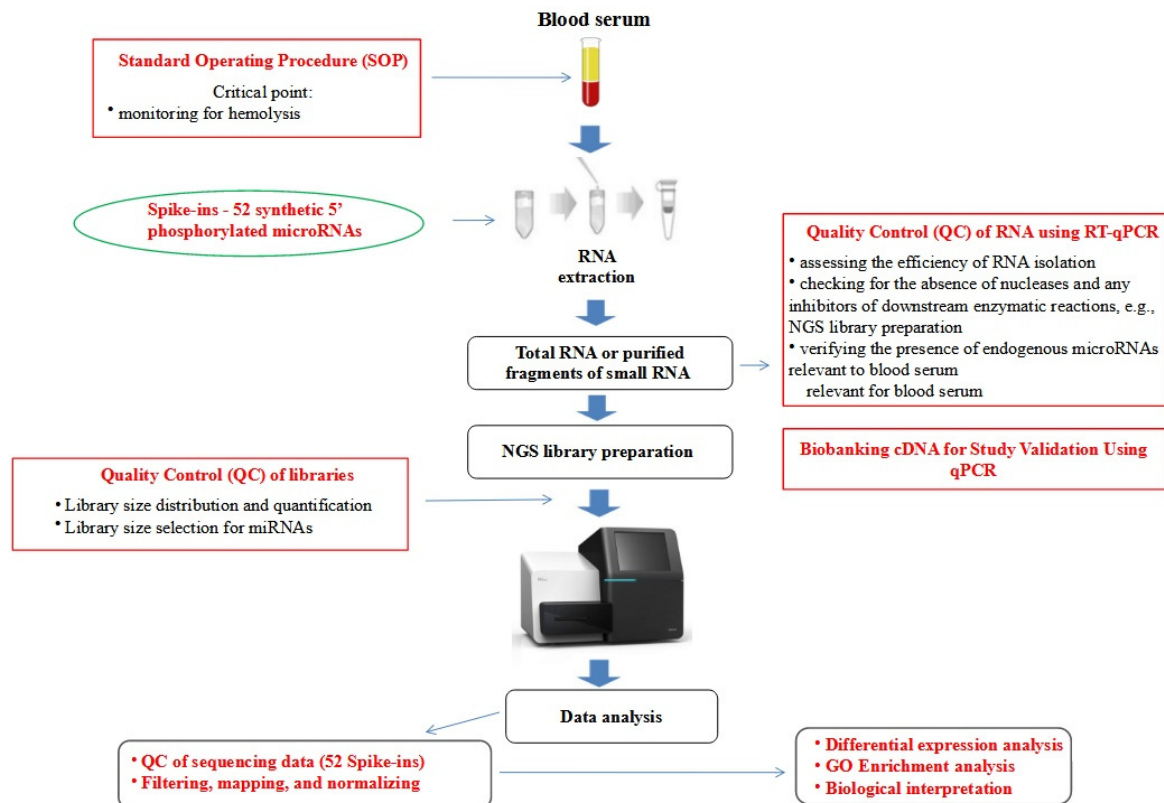 Blood serum
Standard Operating Procedure (SOP)
Critical point:
• monitoring for hemolysis
Spike-ins - 52 synthetic 5’
phosphorylated microRNAs
RNA
extraction
Quality Control (QC) of RNA using RT-qPCR
• assessing the efficiency of RNA isolation
• checking for the absence of nucleases and any
inhibitors of downstream enzymatic reactions, e.g.,
NGS library preparation
• verifying the presence of endogenous microRNAs
relevant to blood serum
relevant for blood serum
Total RNA or purified
fragments of small RNA
NGS library preparation
Biobanking cDNA for Study Validation Using
qPCR
Quality Control (QC) of libraries
• Library size distribution and quantification
• Library size selection for miRNAs
Data analysis
• QC of sequencing data (52 Spike-ins)
• Filtering, mapping, and normalizing
• Differential expression analysis
• GO Enrichment analysis
• Biological interpretation